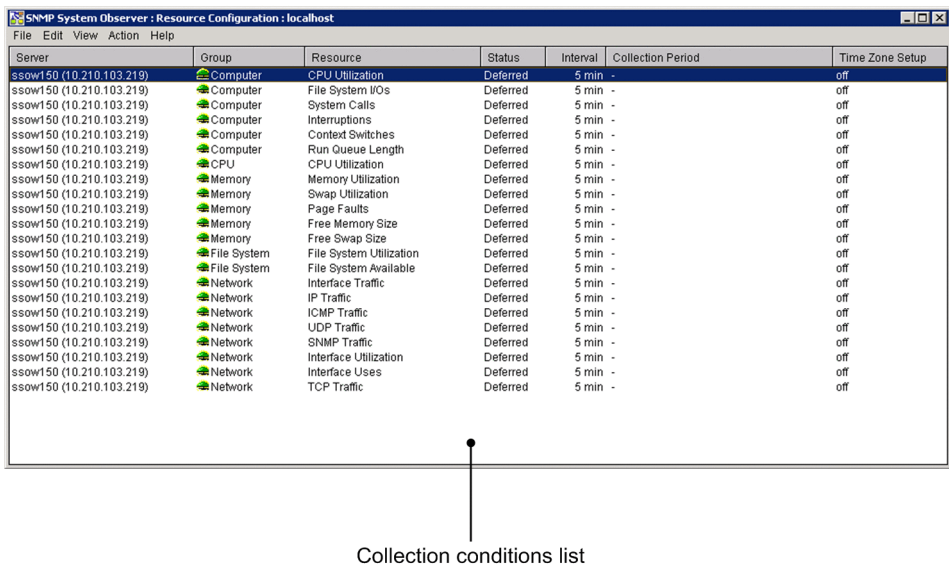 SNMP System Observer : Resource Configuration : localhost
File Edit View Action Help
Server Group Resource Status Interval Collection Period Time Zone Setup
ssow150 (10.210.103.219) Computer CPU Utilization Deferred 5 min - off
ssow150 (10.210.103.219) Computer File System I/Os Deferred 5 min - off
ssow150 (10.210.103.219) Computer System Calls Deferred 5 min - off
ssow150 (10.210.103.219) Computer Interruptions Deferred 5 min - off
ssow150 (10.210.103.219) Computer Context Switches Deferred 5 min - off
ssow150 (10.210.103.219) Computer Run Queue Length Deferred 5 min - off
ssow150 (10.210.103.219) CPU CPU Utilization Deferred 5 min - off
ssow150 (10.210.103.219) Memory Memory Utilization Deferred 5 min - off
ssow150 (10.210.103.219) Memory Swap Utilization Deferred 5 min - off
ssow150 (10.210.103.219) Memory Page Faults Deferred 5 min - off
ssow150 (10.210.103.219) Memory Free Memory Size Deferred 5 min - off
ssow150 (10.210.103.219) Memory Free Swap Size Deferred 5 min - off
ssow150 (10.210.103.219) File System File System Utilization Deferred 5 min - off
ssow150 (10.210.103.219) File System File System Available Deferred 5 min - off
ssow150 (10.210.103.219) Network Interface Traffic Deferred 5 min - off
ssow150 (10.210.103.219) Network IP Traffic Deferred 5 min - off
ssow150 (10.210.103.219) Network ICMP Traffic Deferred 5 min - off
ssow150 (10.210.103.219) Network UDP Traffic Deferred 5 min - off
ssow150 (10.210.103.219) Network SNMP Traffic Deferred 5 min - off
ssow150 (10.210.103.219) Network Interface Utilization Deferred 5 min - off
ssow150 (10.210.103.219) Network Interface Uses Deferred 5 min - off
ssow150 (10.210.103.219) Network TCP Traffic Deferred 5 min - off
Collection conditions list